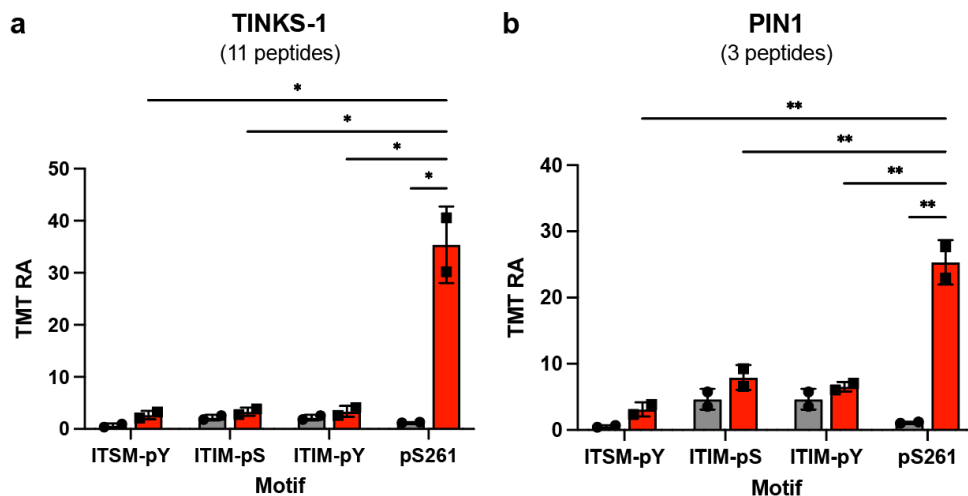 a
TINKS-1
(11 peptides)
*
*
*
*
50
40
30
20
10
0
TMT RA
ITSM-pY
ITIM-pS
ITIM-pY
pS261
Motif
b
PIN1
(3 peptides)
**
**
**
**
40
30
20
10
0
TMT RA
ITSM-pY
ITIM-pS
ITIM-pY
pS261
Motif